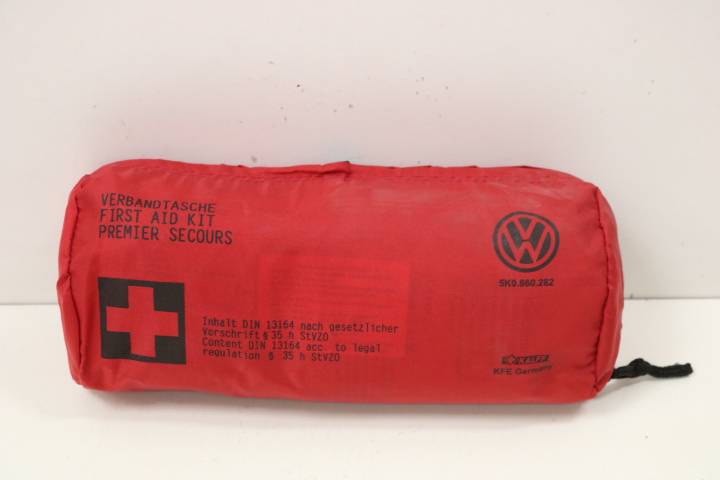 VERBANDTASCHE
FIRST AID KIT
PREMIER SECOURS
5K0.860.282
Inhalt DIN 13164 nach gesetzlicher
Vorschrift § 35 h StVZO
Content DIN 13164 acc. to legal
regulation § 35 h StVZO
KALFF
KFE Germany